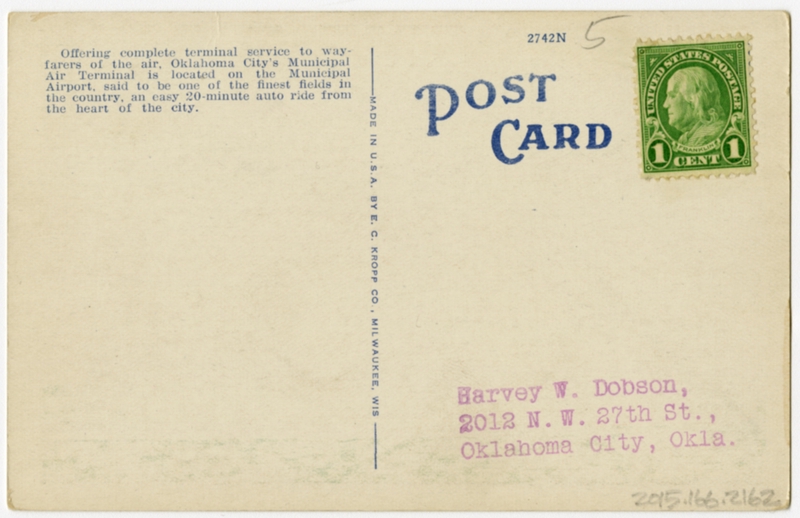 Offering complete terminal service to way-
farers of the air, Oklahoma City's Municipal
Air Terminal is located on the Municipal
Airport, said to be one of the finest fields in
the country, an easy 20-minute auto ride from
the heart of the city.
MADE IN U.S.A. BY E. C. KROPP CO., MILWAUKEE, WIS
2742N
5
POST
CARD
UNITED STATES POSTAGE
FRANKLIN
1 CENT 1
Harvey W. Dobson,
2012 N.W. 27th St.,
Oklahoma City, Okla.
2015.166.2162